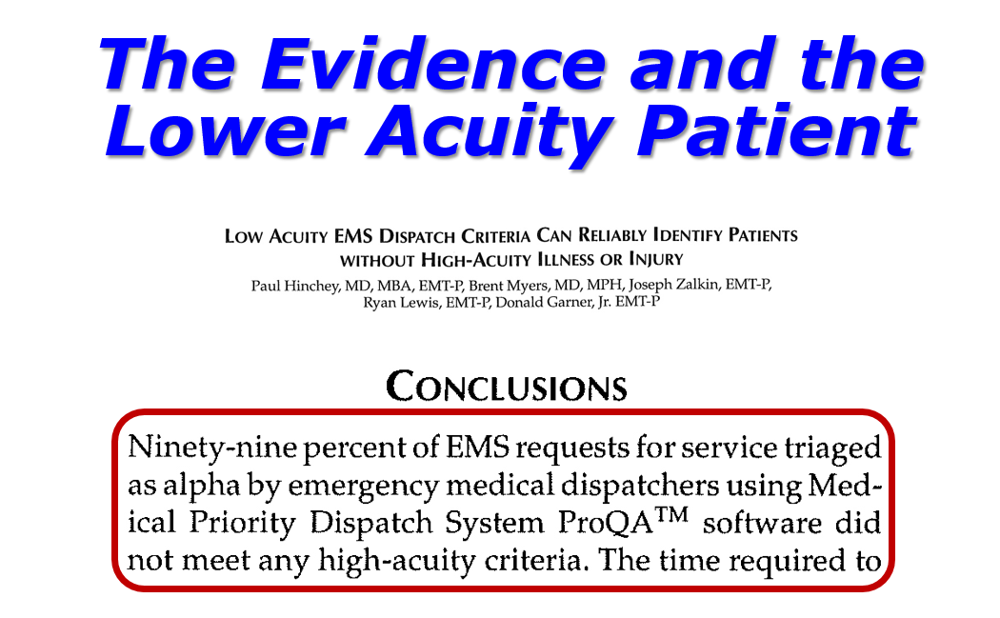 The Evidence and the
Lower Acuity Patient
LOW ACUITY EMS DISPATCH CRITERIA CAN RELIABLY IDENTIFY PATIENTS
WITHOUT HIGH-ACUITY ILLNESS OR INJURY
Paul Hinchey, MD, MBA, EMT-P, Brent Myers, MD, MPH, Joseph Zalkin, EMT-P,
Ryan Lewis, EMT-P, Donald Garner, Jr. EMT-P
CONCLUSIONS
Ninety-nine percent of EMS requests for service triaged
as alpha by emergency medical dispatchers using Med-
ical Priority Dispatch System ProQA™ software did
not meet any high-acuity criteria. The time required to